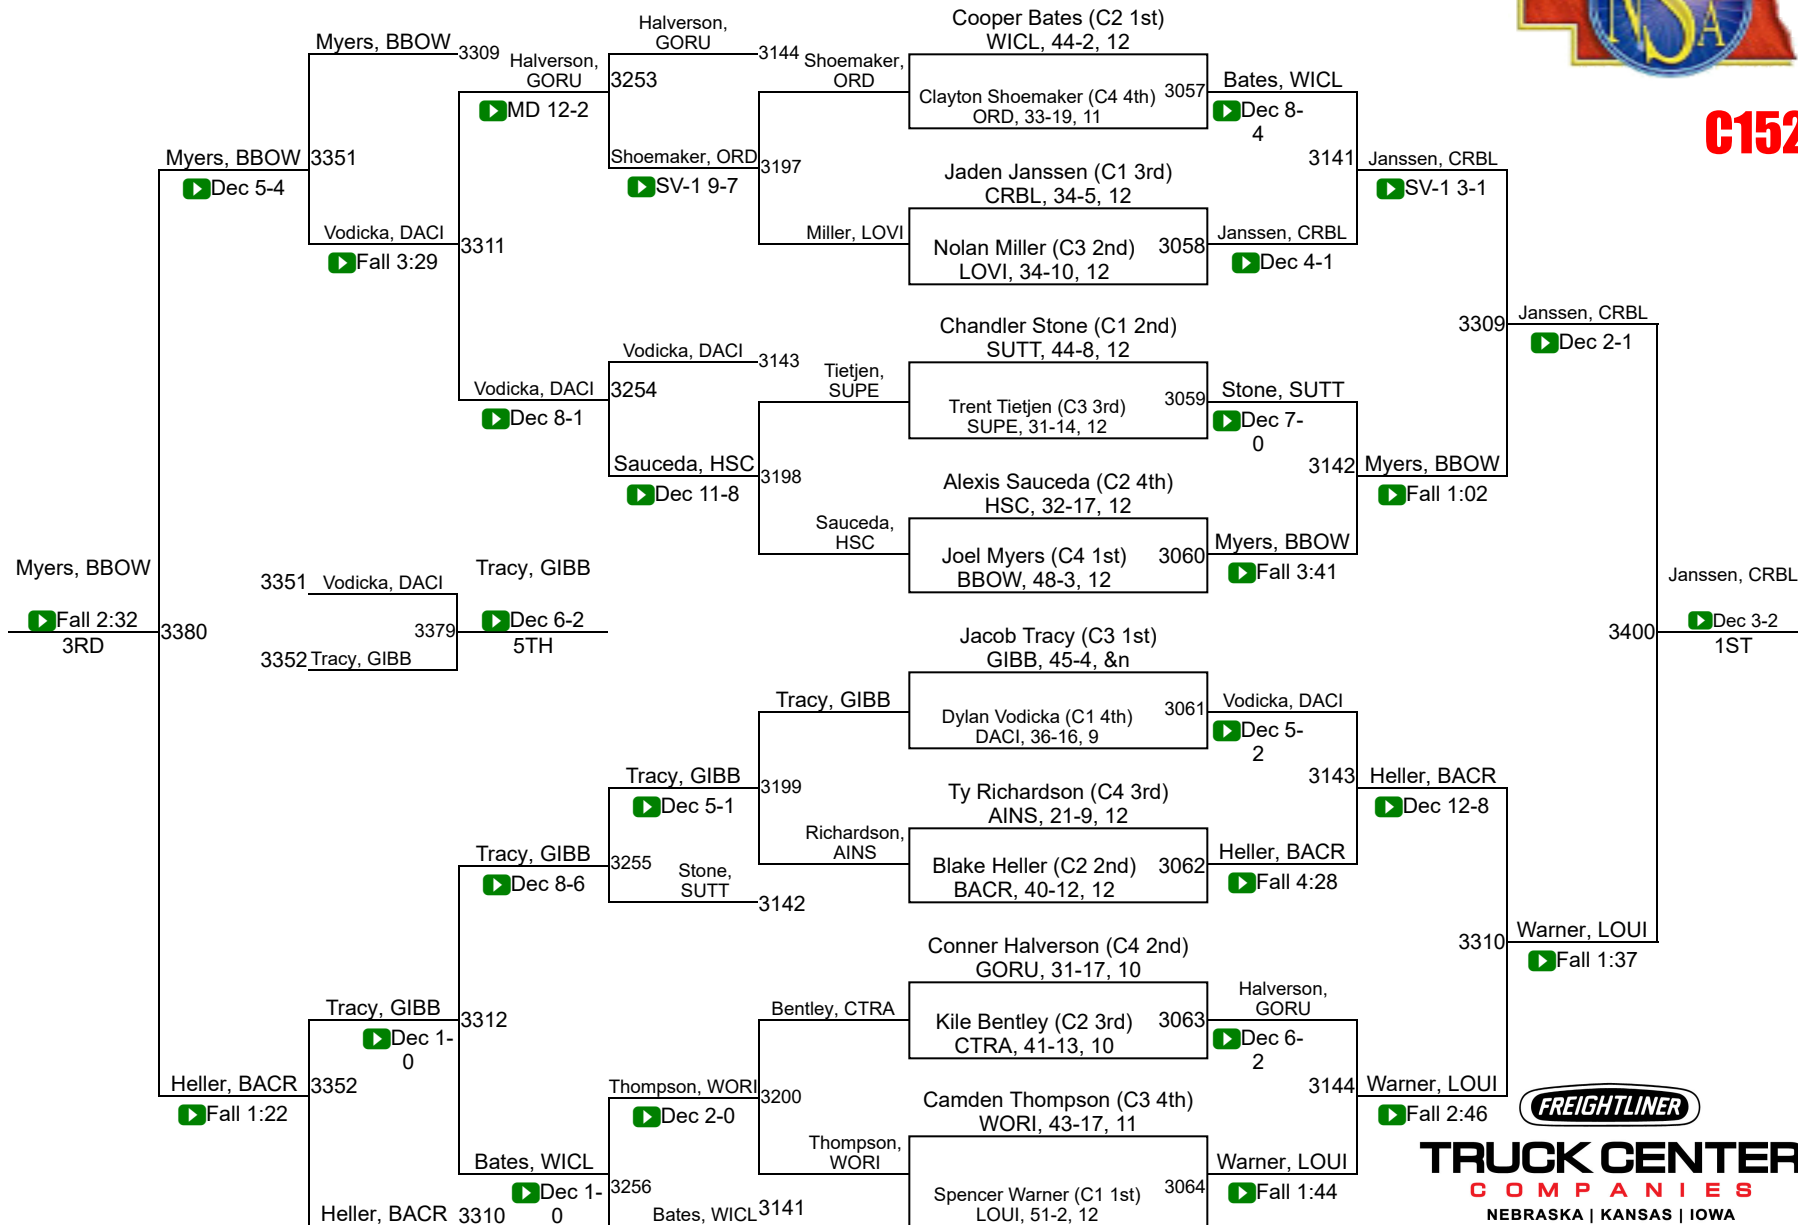 NSA
C152
Myers, BBOW
3309
Halverson,
GORU
MD 12-2
Halverson,
GORU
3144
3253
Shoemaker, ORD
SV-1 9-7
3197
Shoemaker,
ORD
Miller, LOVI
Cooper Bates (C2 1st)
WICL, 44-2, 12
Clayton Shoemaker (C4 4th)
ORD, 33-19, 11
3057
Bates, WICL
Dec 8-
4
Jaden Janssen (C1 3rd)
CRBL, 34-5, 12
Nolan Miller (C3 2nd)
LOVI, 34-10, 12
3058
Janssen, CRBL
Dec 4-1
3141
Janssen, CRBL
SV-1 3-1
Myers, BBOW
Dec 5-4
3351
Vodicka, DACI
Fall 3:29
3311
Vodicka, DACI
Dec 8-1
Vodicka, DACI
3143
3254
Sauceda, HSC
Dec 11-8
3198
Tietjen,
SUPE
Sauceda,
HSC
Chandler Stone (C1 2nd)
SUTT, 44-8, 12
Trent Tietjen (C3 3rd)
SUPE, 31-14, 12
3059
Stone, SUTT
Dec 7-
0
Alexis Sauceda (C2 4th)
HSC, 32-17, 12
Joel Myers (C4 1st)
BBOW, 48-3, 12
3060
Myers, BBOW
Fall 3:41
3142
Myers, BBOW
Fall 1:02
3309
Janssen, CRBL
Dec 2-1
Myers, BBOW
Fall 2:32
3RD
3380
3351
Vodicka, DACI
3352
Tracy, GIBB
3379
Tracy, GIBB
Dec 6-2
5TH
Janssen, CRBL
Dec 3-2
1ST
3400
Jacob Tracy (C3 1st)
GIBB, 45-4, &n
Dylan Vodicka (C1 4th)
DACI, 36-16, 9
3061
Vodicka, DACI
Dec 5-
2
Tracy, GIBB
Tracy, GIBB
Dec 5-1
3199
Richardson,
AINS
Ty Richardson (C4 3rd)
AINS, 21-9, 12
Blake Heller (C2 2nd)
BACR, 40-12, 12
3062
Heller, BACR
Fall 4:28
3143
Heller, BACR
Dec 12-8
Tracy, GIBB
Dec 8-6
3255
Stone,
SUTT
3142
Conner Halverson (C4 2nd)
GORU, 31-17, 10
Kile Bentley (C2 3rd)
CTRA, 41-13, 10
3063
Halverson,
GORU
Dec 6-
2
3310
Warner, LOUI
Fall 1:37
Tracy, GIBB
Dec 1-
0
3312
Bentley, CTRA
Thompson, WORI
Dec 2-0
3200
Thompson,
WORI
Camden Thompson (C3 4th)
WORI, 43-17, 11
Spencer Warner (C1 1st)
LOUI, 51-2, 12
3064
Warner, LOUI
Fall 1:44
3144
Warner, LOUI
Fall 2:46
Heller, BACR
Fall 1:22
3352
Bates, WICL
Dec 1-
0
3256
Bates, WICL
3141
Heller, BACR
3310
FREIGHTLINER
TRUCK CENTER
COMPANIES
NEBRASKA | KANSAS | IOWA